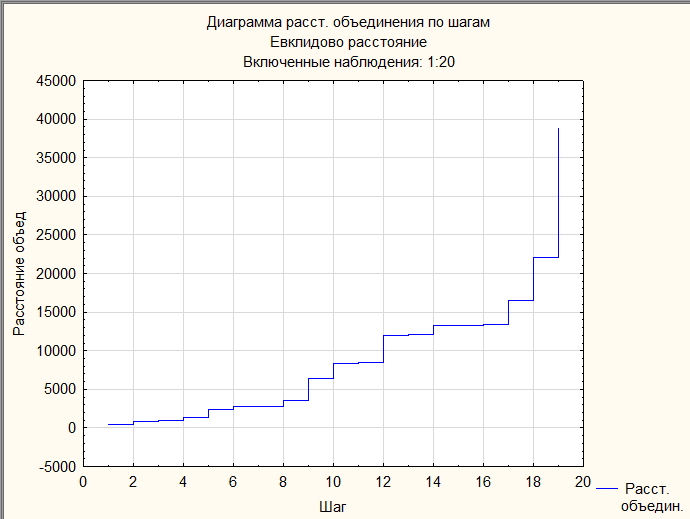 Диаграмма расст. объединения по шагам
Евклидово расстояние
Включенные наблюдения: 1:20
45000
40000
35000
30000
25000
20000
15000
10000
5000
0
-5000
Расстояние объед
0 2 4 6 8 10 12 14 16 18 20
Шаг
Расст.
объедин.